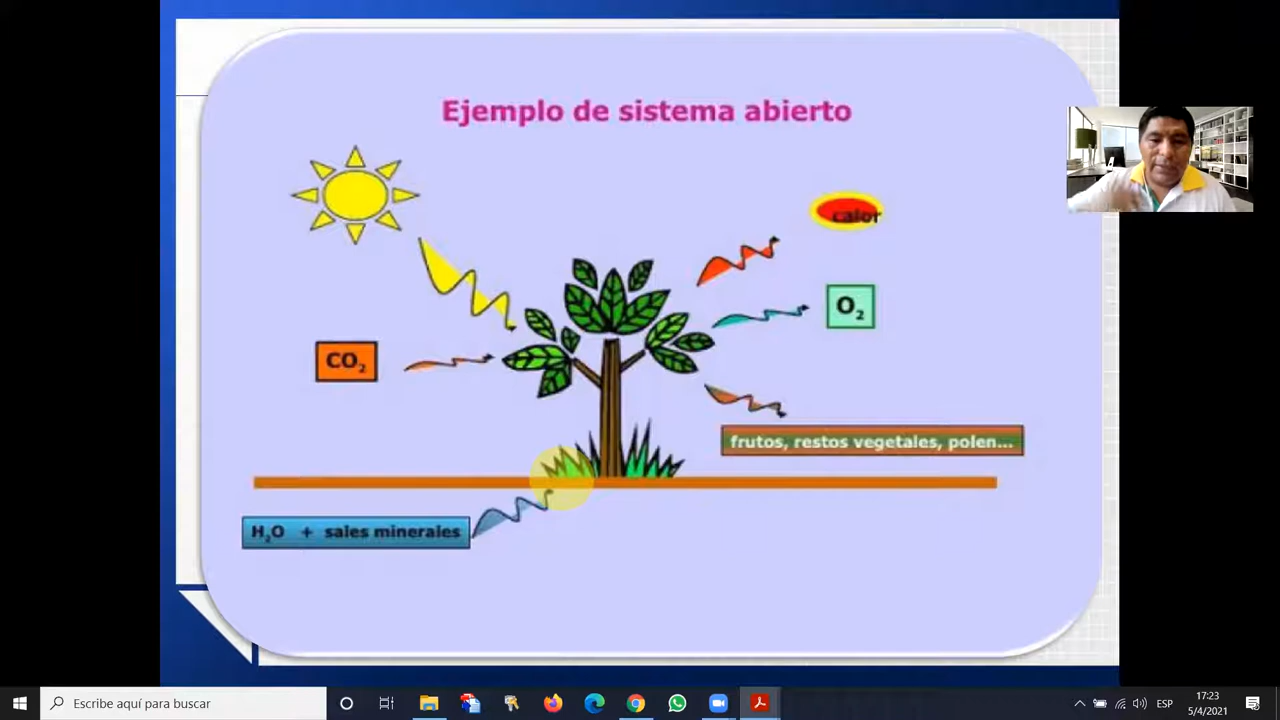 Ejemplo de sistema abierto
calor
O₂
CO₂
frutos, restos vegetales, polen...
H₂O + sales minerales
Escribe aquí para buscar
ESP
17:23
5/4/2021